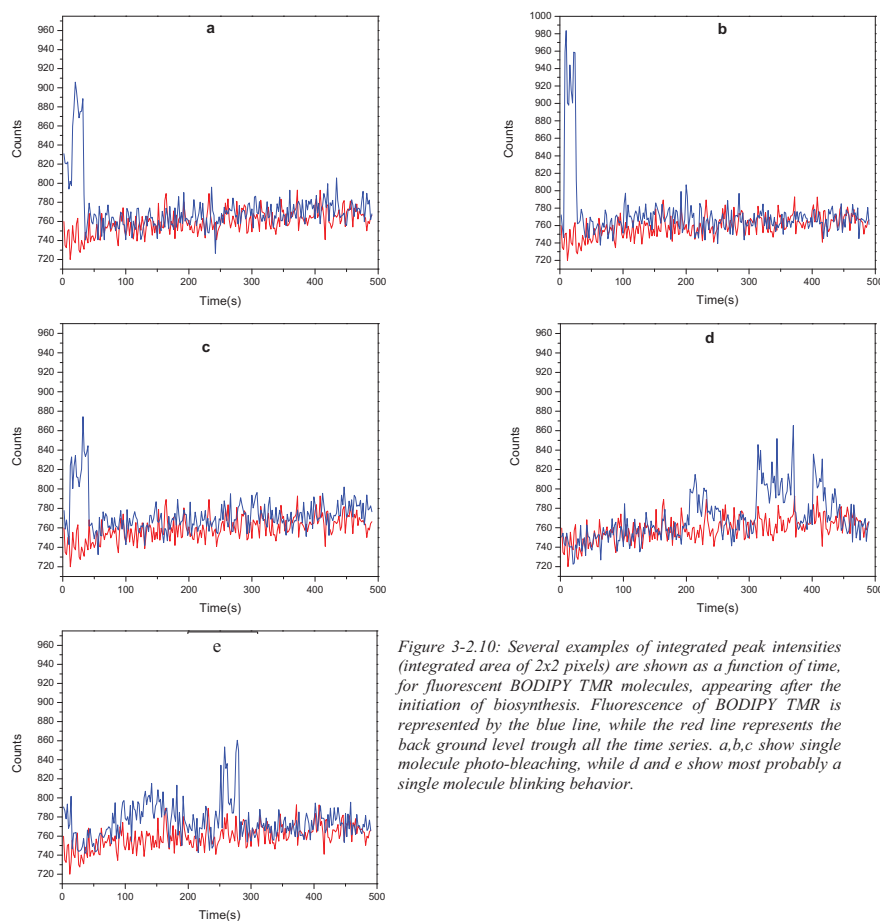 a
960
940
920
900
880
860
840
820
800
780
760
740
720
Counts
0 100 200 300 400 500
Time(s)
b
1000
980
960
940
920
900
880
860
840
820
800
780
760
740
720
Counts
0 100 200 300 400 500
Time(s)
c
960
940
920
900
880
860
840
820
800
780
760
740
720
Counts
0 100 200 300 400 500
Time(s)
d
960
940
920
900
880
860
840
820
800
780
760
740
720
Counts
0 100 200 300 400 500
Time(s)
e
960
940
920
900
880
860
840
820
800
780
760
740
720
Counts
0 100 200 300 400 500
Time(s)
Figure 3-2.10: Several examples of integrated peak intensities
(integrated area of 2x2 pixels) are shown as a function of time,
for fluorescent BODIPY TMR molecules, appearing after the
initiation of biosynthesis. Fluorescence of BODIPY TMR is
represented by the blue line, while the red line represents the
back ground level trough all the time series. a,b,c show single
molecule photo-bleaching, while d and e show most probably a
single molecule blinking behavior.